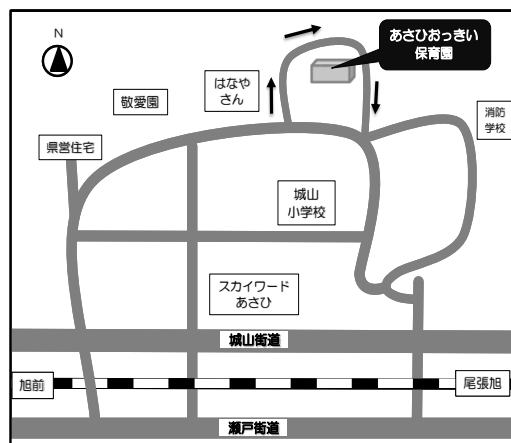 N
あさひおっきい
保育園
はなや
さん
敬愛園
消防
学校
県営住宅
城山
小学校
スカイワード
あさひ
城山街道
旭前
尾張旭
瀬戸街道